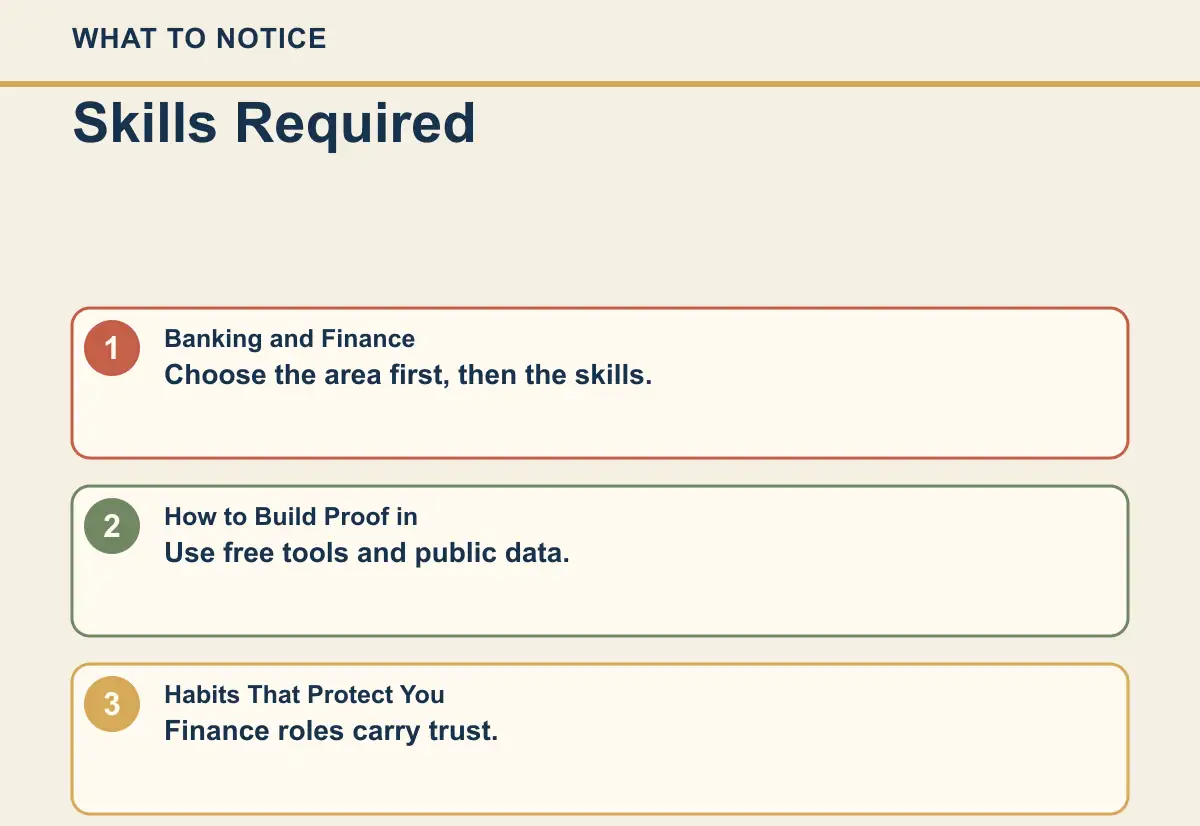 WHAT TO NOTICE
Skills Required
1
Banking and Finance
Choose the area first, then the skills.
2
How to Build Proof in
Use free tools and public data.
3
Habits That Protect You
Finance roles carry trust.